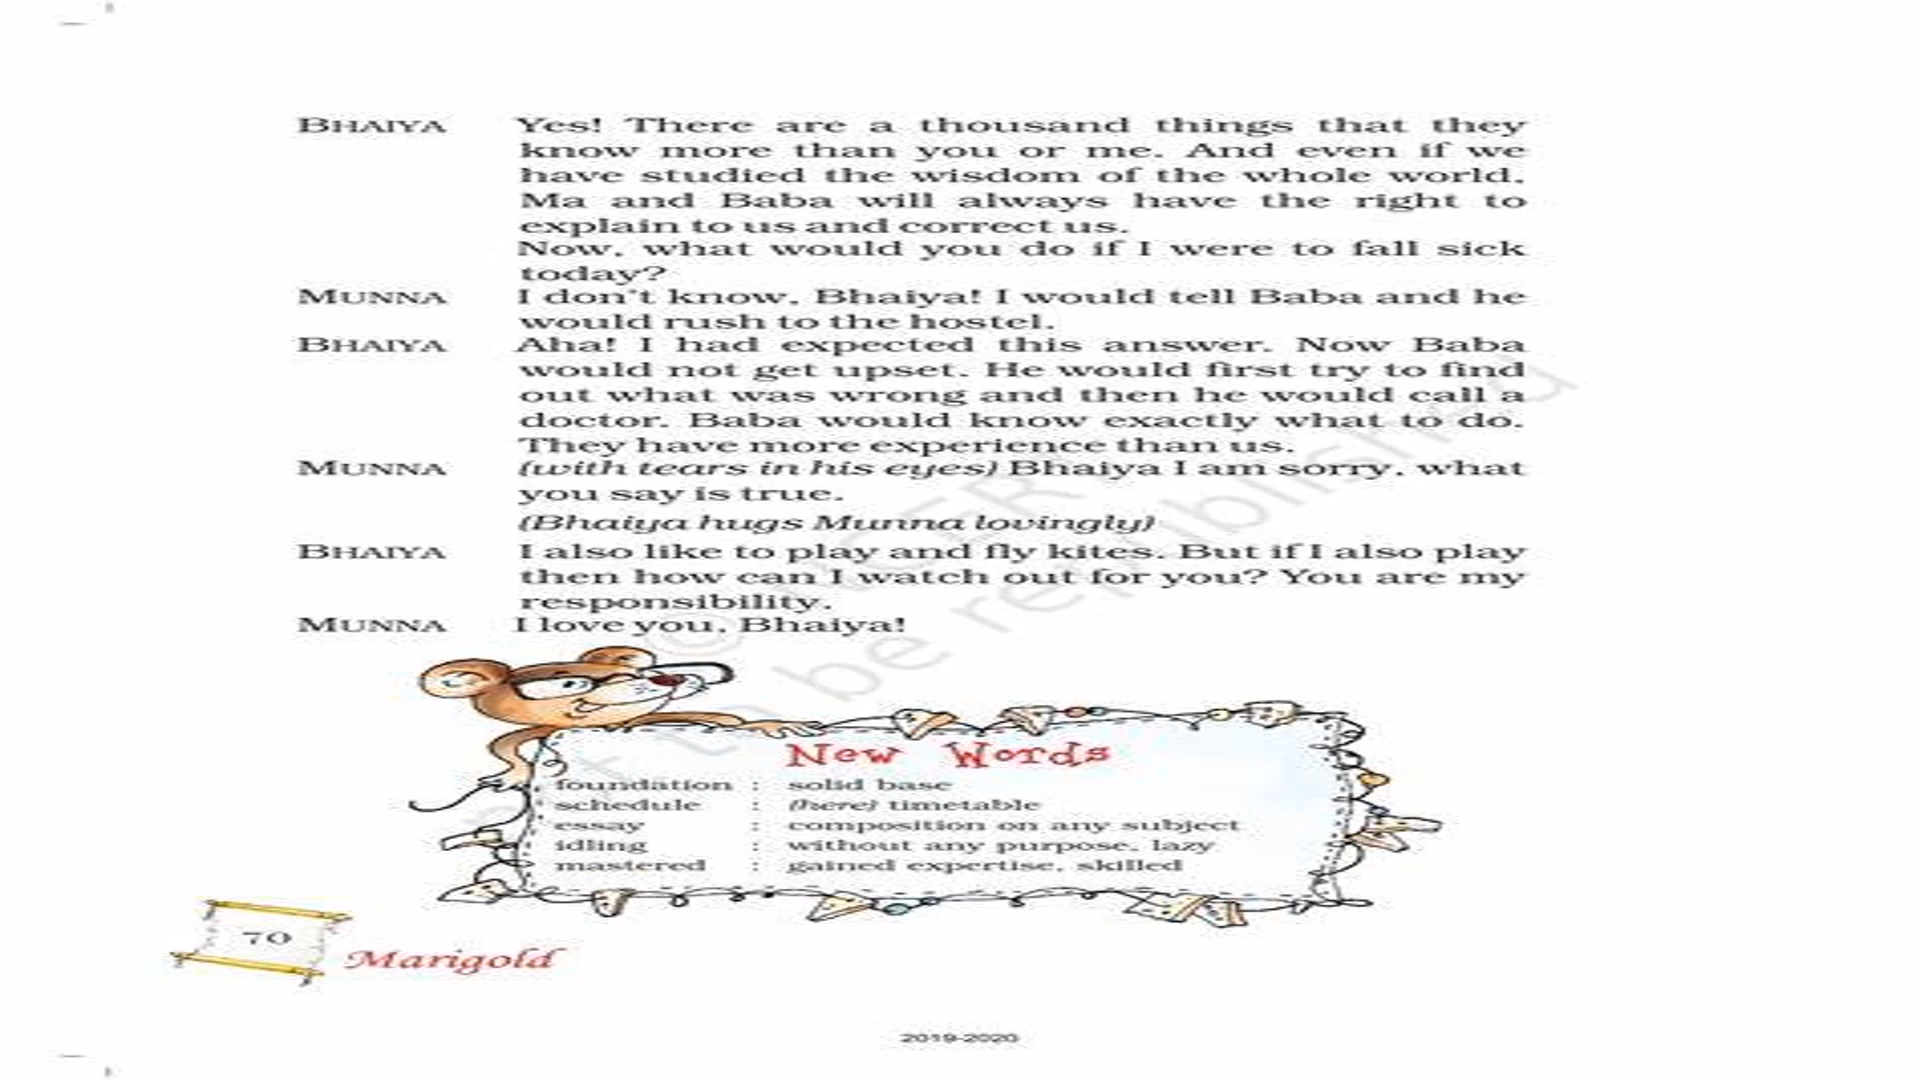 BHAIYA Yes! There are a thousand things that they
know more than you or me. And even if we
have studied the wisdom of the whole world,
Ma and Baba will always have the right to
explain to us and correct us.
Now, what would you do if I were to fall sick
today?
MUNNA I don't know, Bhaiya! I would tell Baba and he
would rush to the hostel.
BHAIYA Aha! I had expected this answer. Now Baba
would not get upset. He would first try to find
out what was wrong and then he would call a
doctor. Baba would know exactly what to do.
They have more experience than us.
MUNNA (with tears in his eyes) Bhaiya I am sorry, what
you say is true.
(Bhaiya hugs Munna lovingly)
BHAIYA I also like to play and fly kites. But if I also play
then how can I watch out for you? You are my
responsibility.
MUNNA I love you, Bhaiya!
New Words
foundation : solid base
schedule : (here) timetable
essay : composition on any subject
idling : without any purpose, lazy
mastered : gained expertise, skilled
70
Marigold
2019-2020